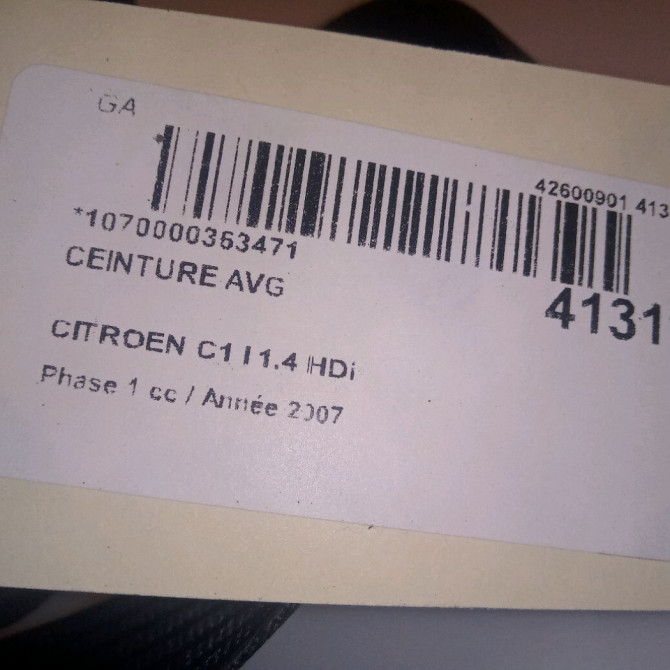 GA
42600901 413
*1070000363471
CEINTURE AVG
4131
CITROEN C1 I 1.4 HDi
Phase 1 cc / Année 2007